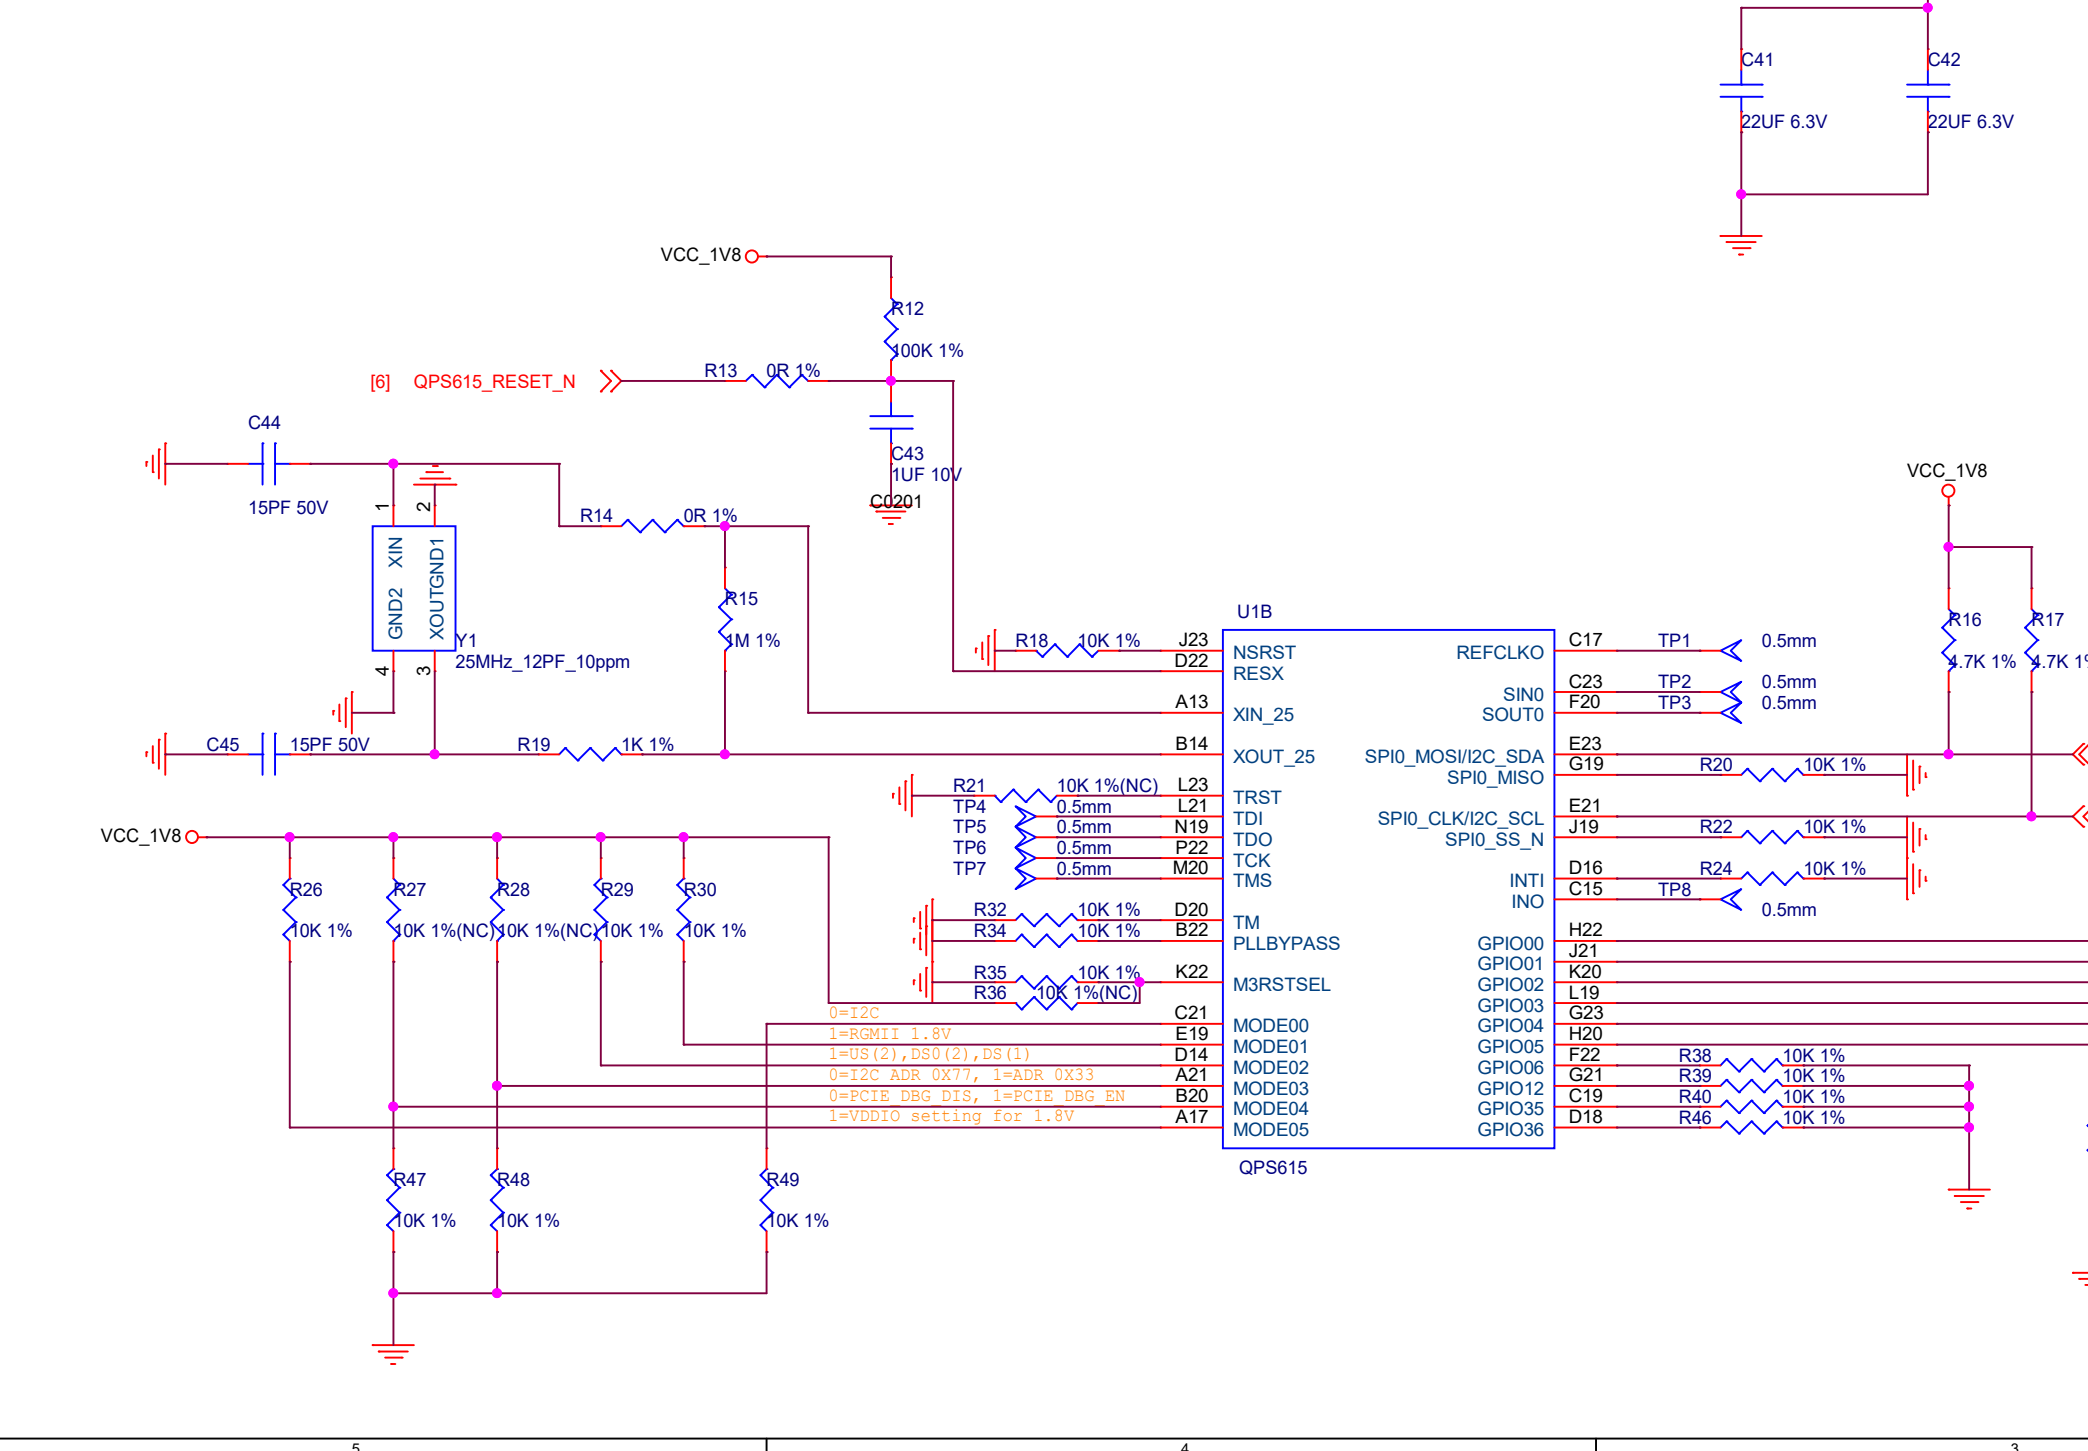 C41
C42
22UF 6.3V
22UF 6.3V
VCC_1V8
R12
100K 1%
[6] QPS615_RESET_N
R13 0R 1%
C44
C43
1UF 10V
C0201
15PF 50V
1
2
R14 0R 1%
XIN
GND1
GND2
XOUT
Y1
25MHz_12PF_10ppm
4
3
R15
1M 1%
C45 15PF 50V
R19 1K 1%
VCC_1V8
R16
4.7K 1%
R17
4.7K 1%
U1B
R18 10K 1% J23 NSRST
D22 RESX
A13 XIN_25
B14 XOUT_25
R21 10K 1%(NC) L23 TRST
TP4 0.5mm L21 TDI
TP5 0.5mm N19 TDO
TP6 0.5mm P22 TCK
TP7 0.5mm M20 TMS
R32 10K 1% D20 TM
R34 10K 1% B22 PLLBYPASS
R35 10K 1% K22 M3RSTSEL
R36 10K 1%(NC)
0=I2C C21 MODE00
1=RGMII 1.8V E19 MODE01
1=US(2),DS0(2),DS(1) D14 MODE02
0=I2C ADR 0X77, 1=ADR 0X33 A21 MODE03
0=PCIE_DBG_DIS, 1=PCIE_DBG_EN B20 MODE04
1=VDDIO setting for 1.8V A17 MODE05
REFCLKO C17 TP1 0.5mm
SIN0 C23 TP2 0.5mm
SOUT0 F20 TP3 0.5mm
SPI0_MOSI/I2C_SDA E23
SPI0_MISO G19 R20 10K 1%
SPI0_CLK/I2C_SCL E21
SPI0_SS_N J19 R22 10K 1%
INTI D16 R24 10K 1%
INO C15 TP8 0.5mm
GPIO00 H22
GPIO01 J21
GPIO02 K20
GPIO03 L19
GPIO04 G23
GPIO05 H20
GPIO06 F22 R38 10K 1%
GPIO12 G21 R39 10K 1%
GPIO35 C19 R40 10K 1%
GPIO36 D18 R46 10K 1%
QPS615
VCC_1V8
R26
10K 1%
R27
10K 1%(NC)
R28
10K 1%(NC)
R29
10K 1%
R30
10K 1%
R47
10K 1%
R48
10K 1%
R49
10K 1%
5
4
3